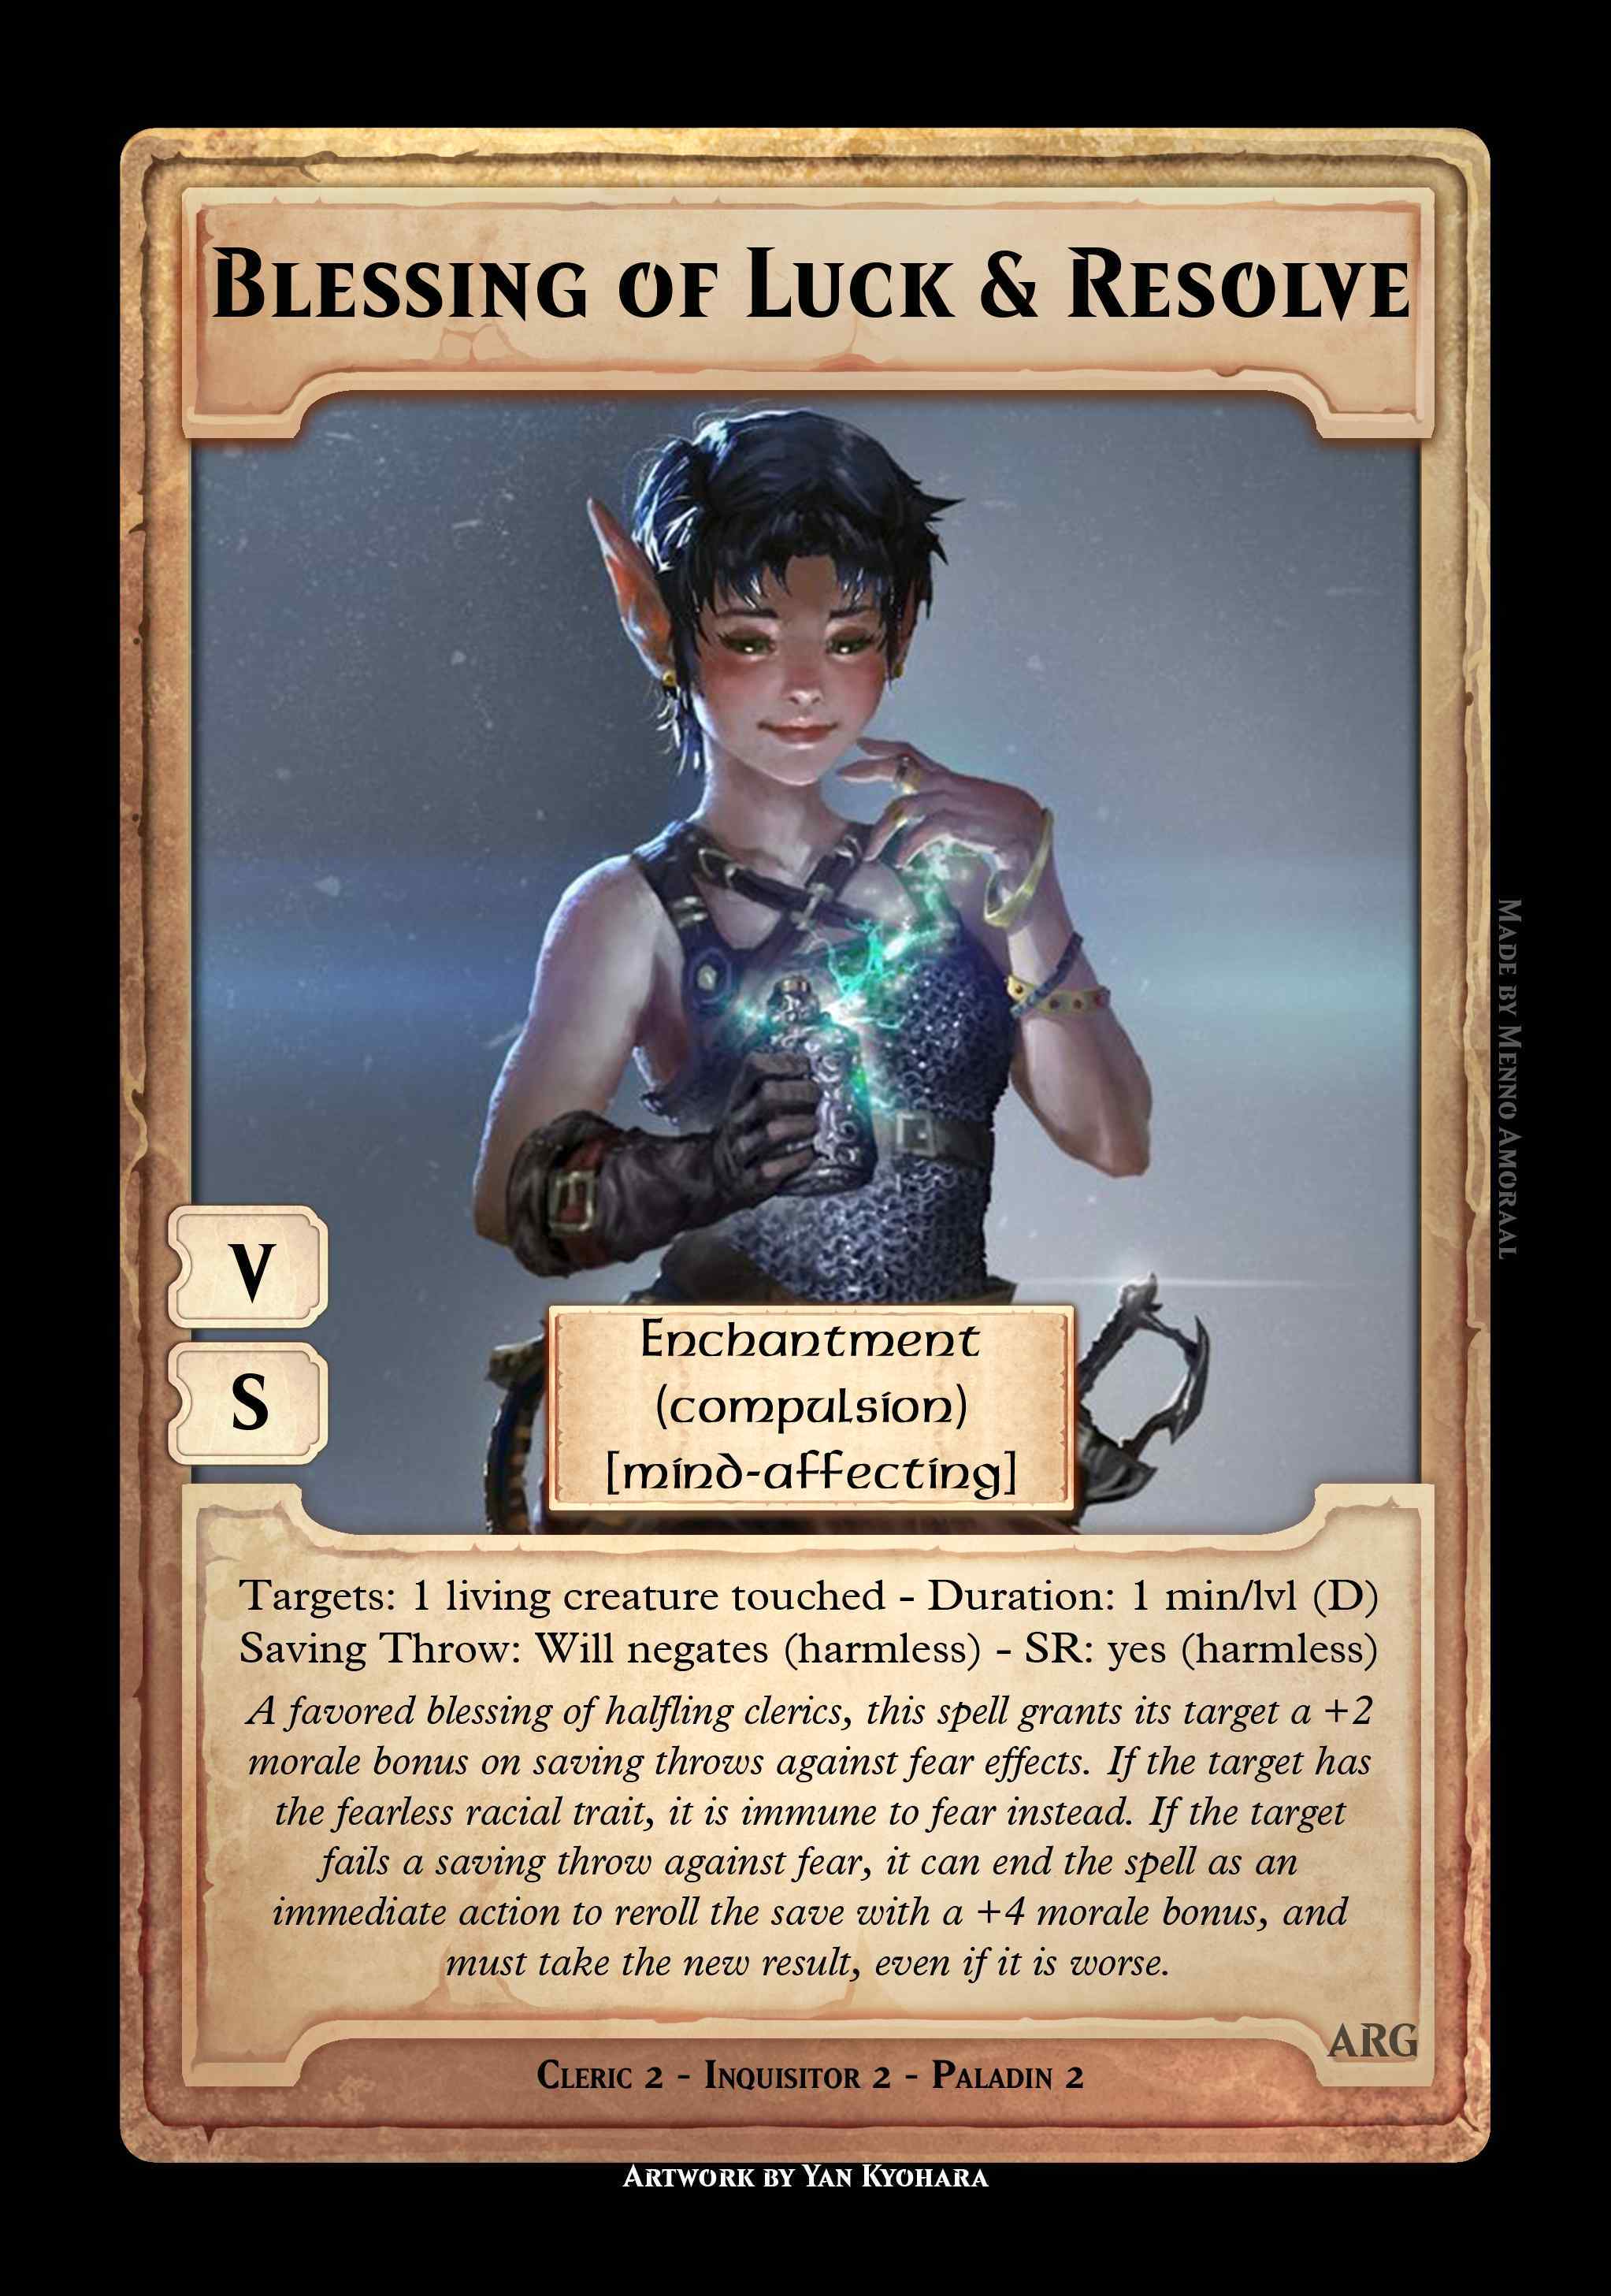 Blessing of Luck & Resolve
Made by Menno Amoraal
V
S
Enchantment
(compulsion)
[mind-affecting]
Targets: 1 living creature touched - Duration: 1 min/lvl (D)
Saving Throw: Will negates (harmless) - SR: yes (harmless)
A favored blessing of halfling clerics, this spell grants its target a +2
morale bonus on saving throws against fear effects. If the target has
the fearless racial trait, it is immune to fear instead. If the target
fails a saving throw against fear, it can end the spell as an
immediate action to reroll the save with a +4 morale bonus, and
must take the new result, even if it is worse.
ARG
Cleric 2 - Inquisitor 2 - Paladin 2
Artwork by Yan Kyohara